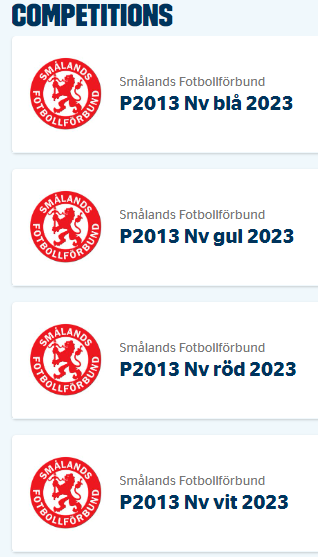 COMPETITIONS
SMÅLANDS FOTBOLLFÖRBUND
Smålands Fotbollförbund
P2013 Nv blå 2023
SMÅLANDS FOTBOLLFÖRBUND
Smålands Fotbollförbund
P2013 Nv gul 2023
SMÅLANDS FOTBOLLFÖRBUND
Smålands Fotbollförbund
P2013 Nv röd 2023
SMÅLANDS FOTBOLLFÖRBUND
Smålands Fotbollförbund
P2013 Nv vit 2023